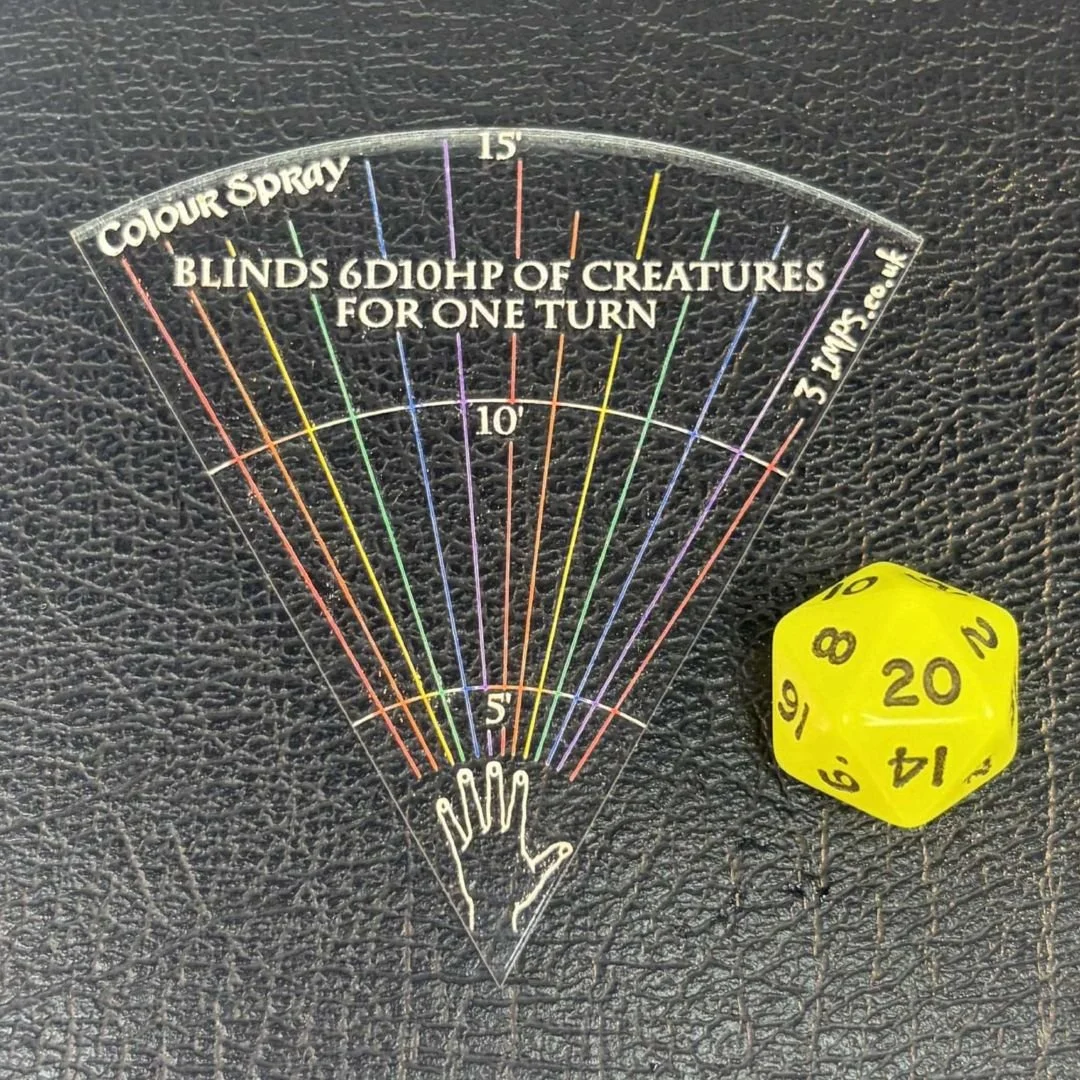 Colour Spray
15'
BLINDS 6D10HP OF CREATURES
FOR ONE TURN
3 IMPS.co.uk
10'
5'
10
8
2
20
16
14